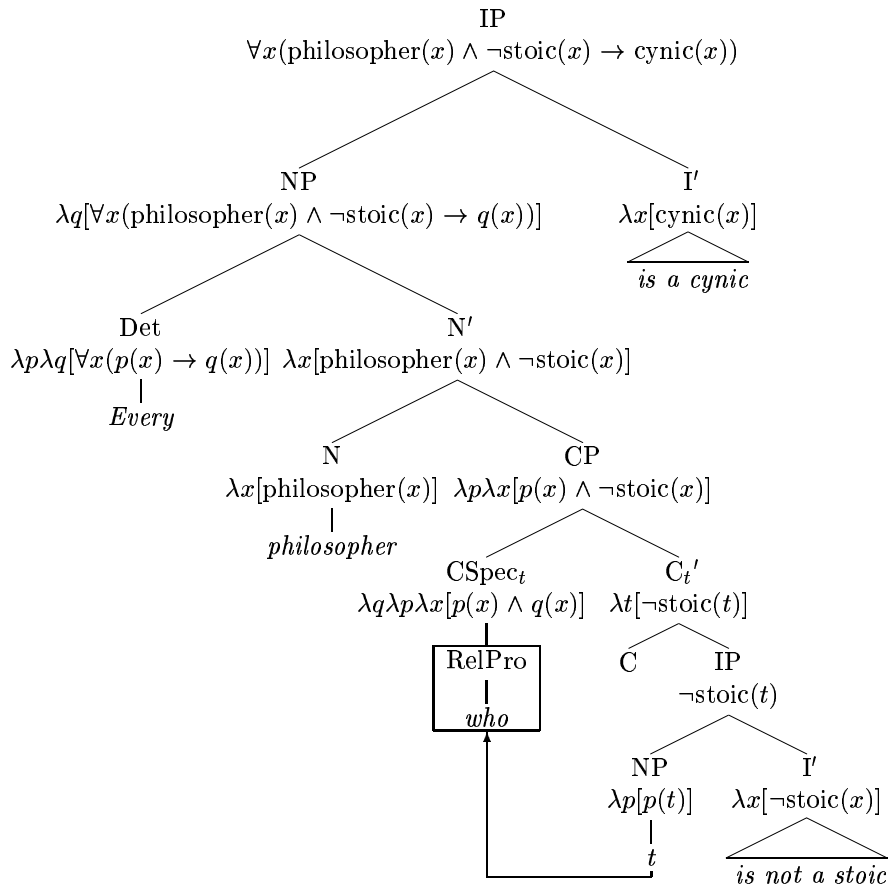 IP
∀x(philosopher(x) ∧ ¬stoic(x) → cynic(x))
NP I′
λq[∀x(philosopher(x) ∧ ¬stoic(x) → q(x))] λx[cynic(x)]
is a cynic
Det N′
λpλq[∀x(p(x) → q(x))] λx[philosopher(x) ∧ ¬stoic(x)]
Every
N CP
λx[philosopher(x)] λpλx[p(x) ∧ ¬stoic(x)]
philosopher
CSpecₜ Cₜ′
λqλpλx[p(x) ∧ q(x)] λt[¬stoic(t)]
RelPro C IP
¬stoic(t)
who
NP I′
λp[p(t)] λx[¬stoic(x)]
t
is not a stoic